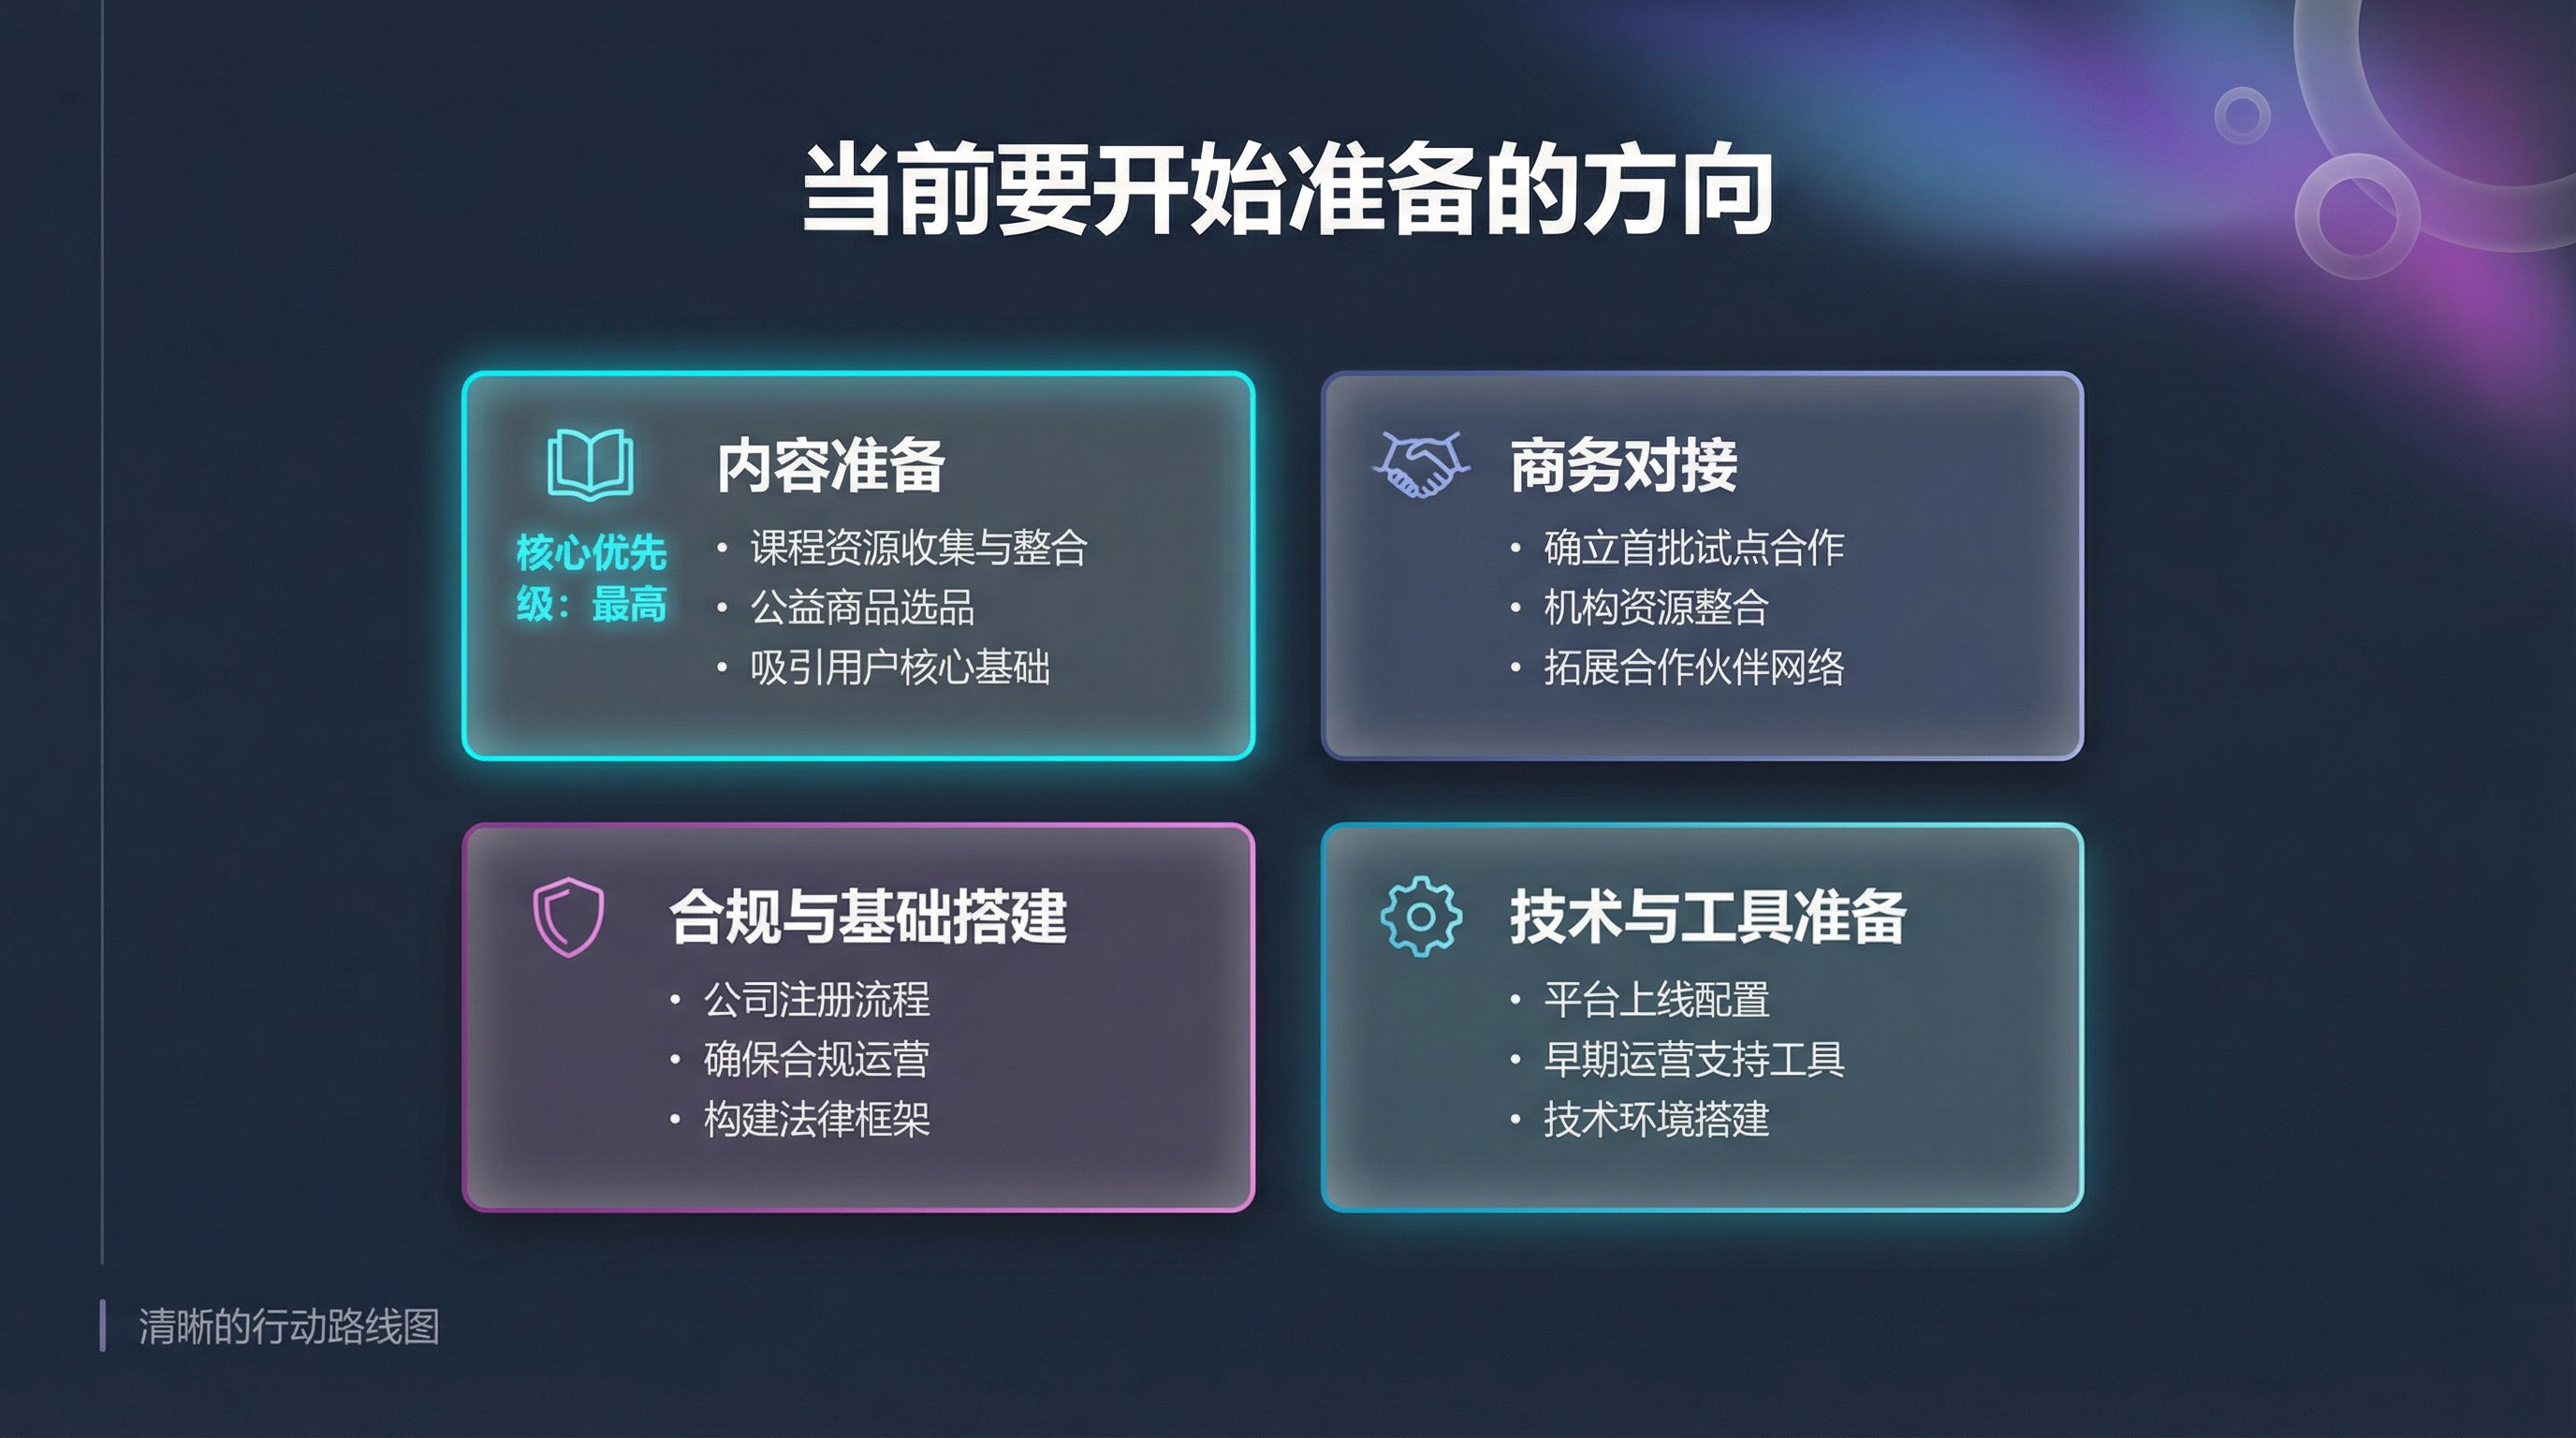 当前要开始准备的方向
内容准备
核心优先
级：最高
• 课程资源收集与整合
• 公益商品选品
• 吸引用户核心基础
商务对接
• 确立首批试点合作
• 机构资源整合
• 拓展合作伙伴网络
合规与基础搭建
• 公司注册流程
• 确保合规运营
• 构建法律框架
技术与工具准备
• 平台上线配置
• 早期运营支持工具
• 技术环境搭建
清晰的行动路线图